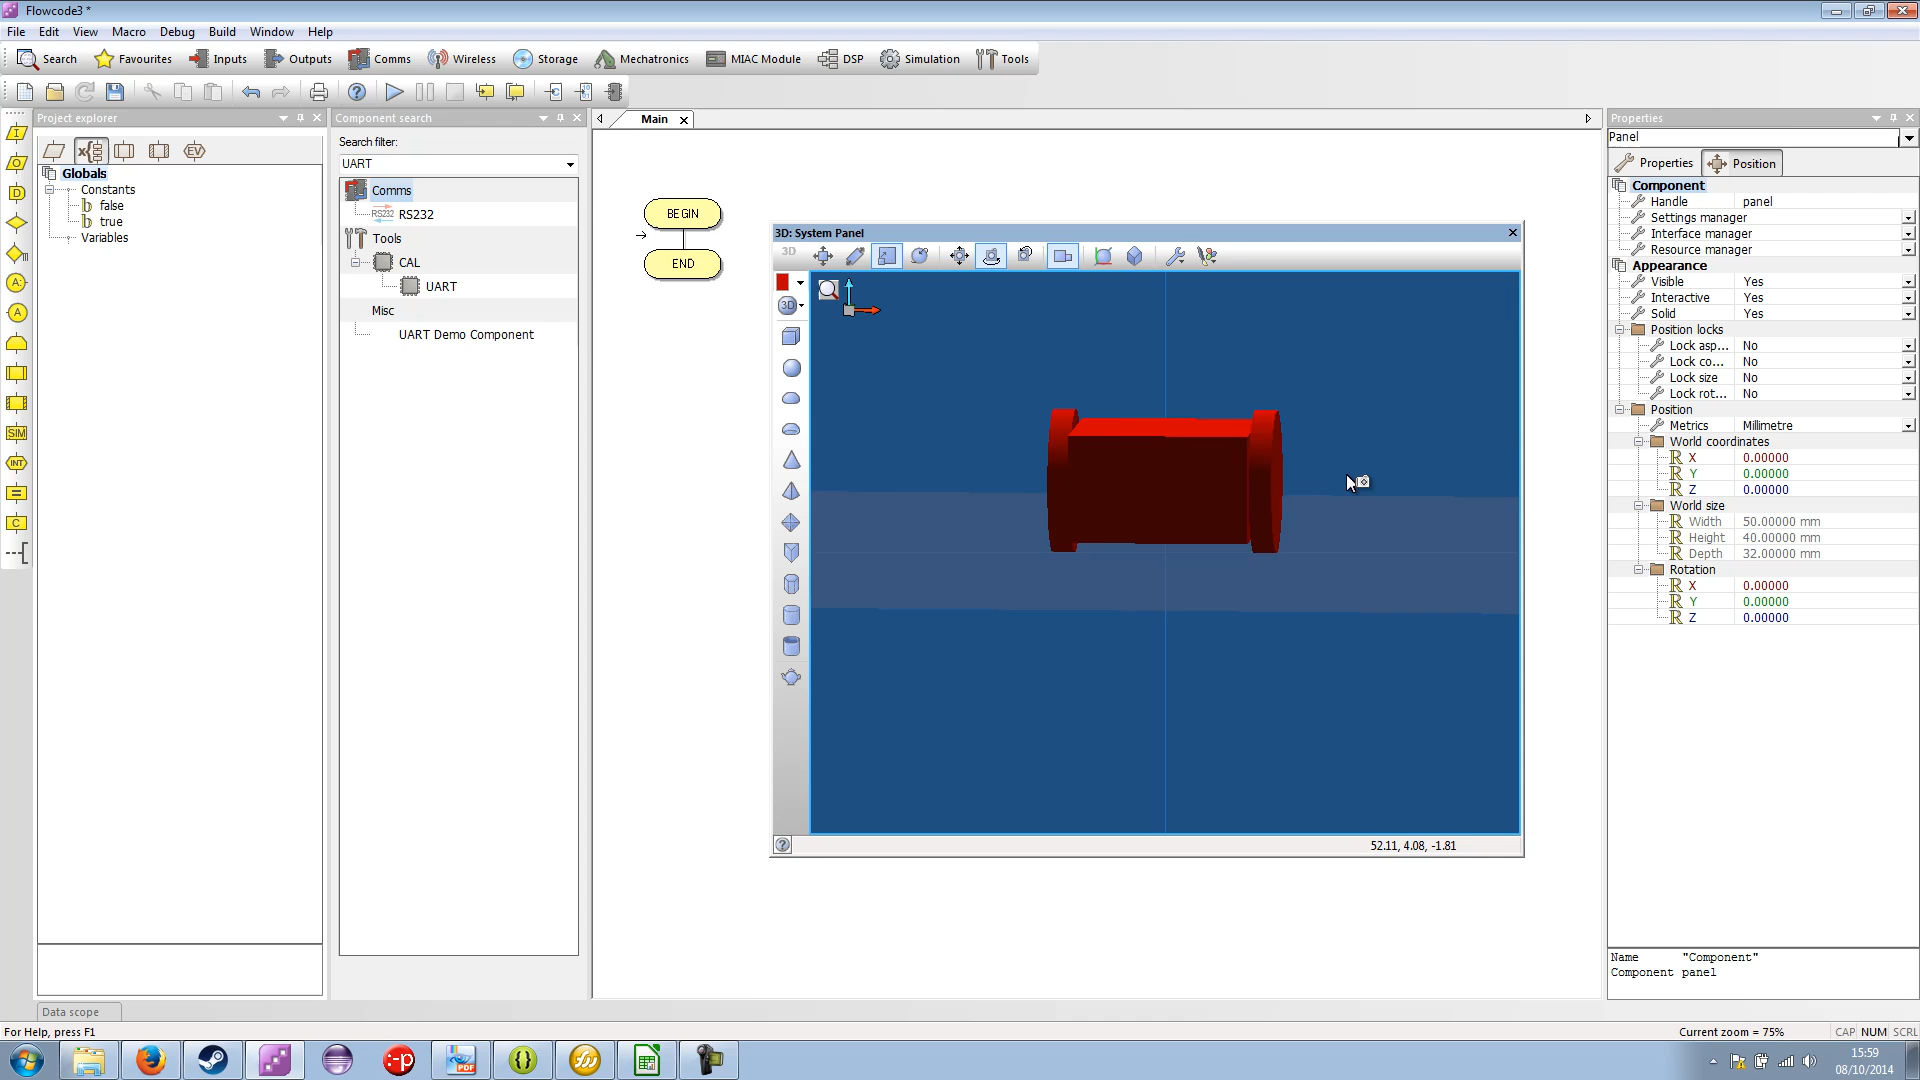 Flowcode3 *
File Edit View Macro Debug Build Window Help
Search Favourites Inputs Outputs Comms Wireless Storage Mechatronics MIAC Module DSP Simulation Tools
Project explorer
Globals
Constants
false
true
Variables
Component search
Search filter:
UART
Comms
RS232 RS232
Tools
CAL
UART
Misc
UART Demo Component
Main
BEGIN
END
3D: System Panel
3D
3D
52.11, 4.08, -1.81
I
O
D
A:
A
SIM
INT
=
C
EV
Properties
Panel
Properties Position
Component
Handle panel
Settings manager
Interface manager
Resource manager
Appearance
Visible Yes
Interactive Yes
Solid Yes
Position locks
Lock asp... No
Lock co... No
Lock size No
Lock rot... No
Position
Metrics Millimetre
World coordinates
X 0.00000
Y 0.00000
Z 0.00000
World size
Width 50.00000 mm
Height 40.00000 mm
Depth 32.00000 mm
Rotation
X 0.00000
Y 0.00000
Z 0.00000
Name "Component"
Component panel
Data scope
For Help, press F1
Current zoom = 75% CAP NUM SCRL
PDF
15:59
08/10/2014